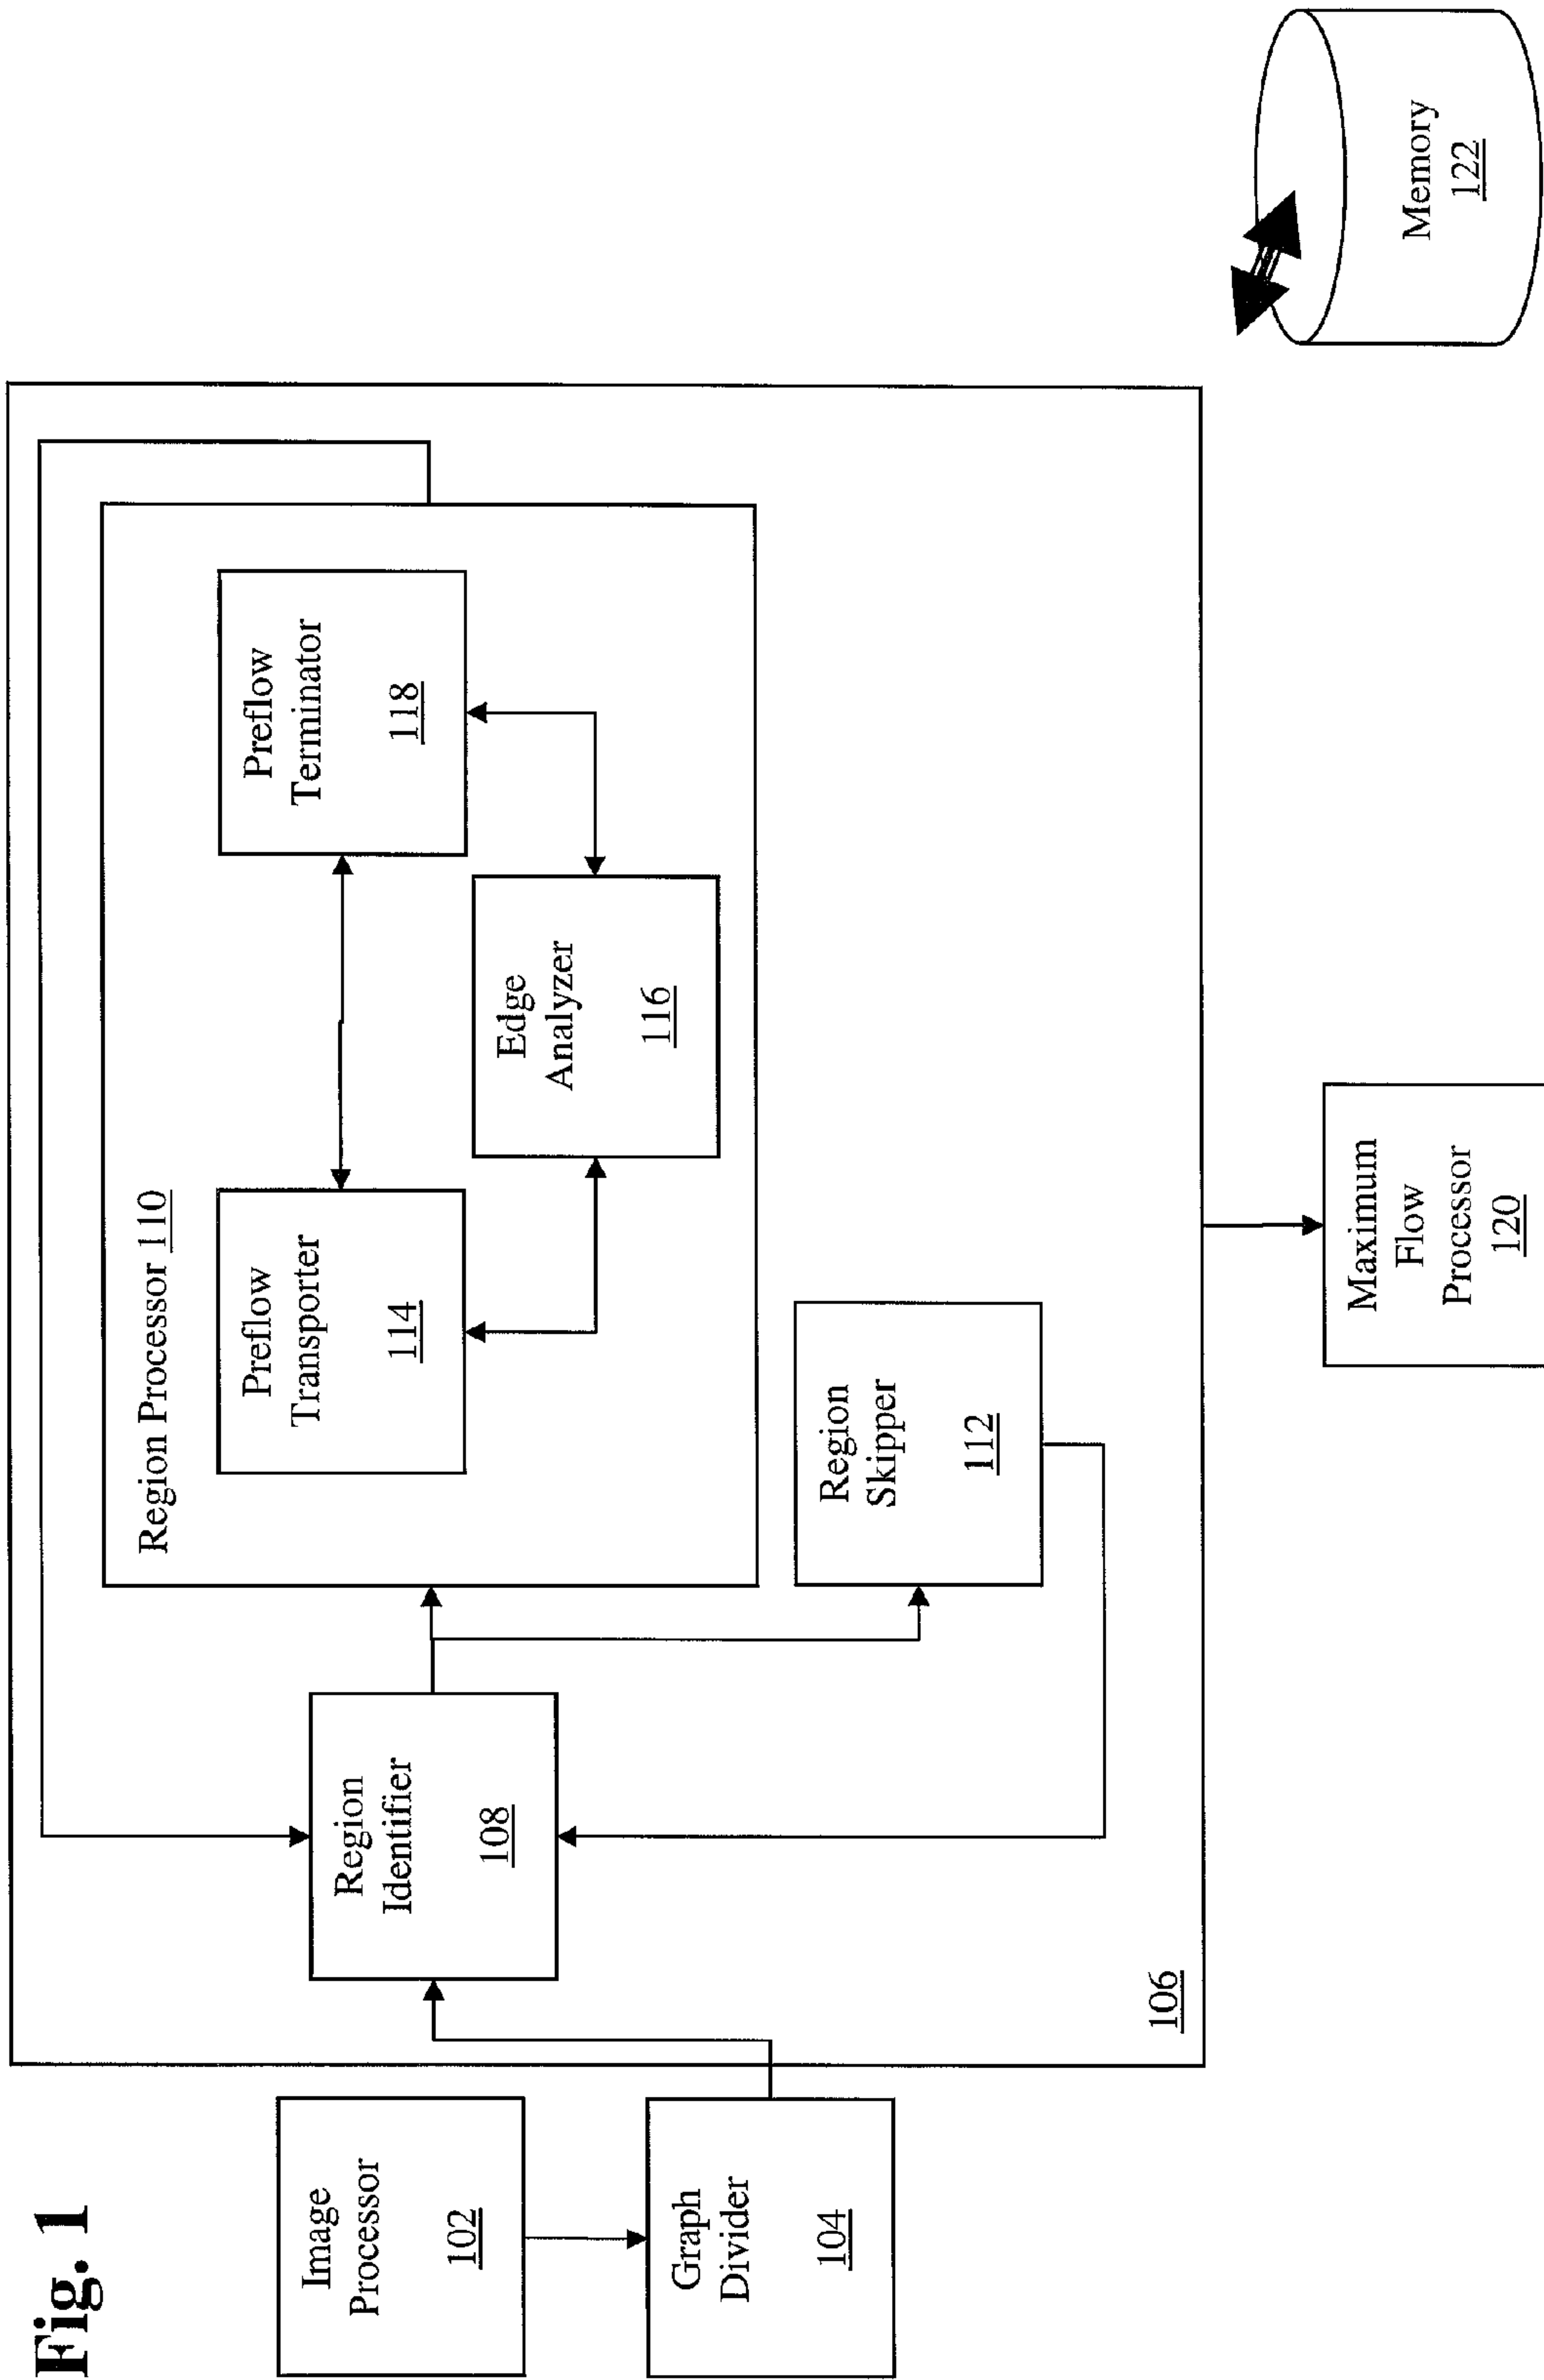 Fig. 1
Image
Processor
102
Graph
Divider
104
106
Region
Identifier
108
Region Processor 110
Preflow
Transporter
114
Edge
Analyzer
116
Preflow
Terminator
118
Region
Skipper
112
Maximum
Flow
Processor
120
Memory
122